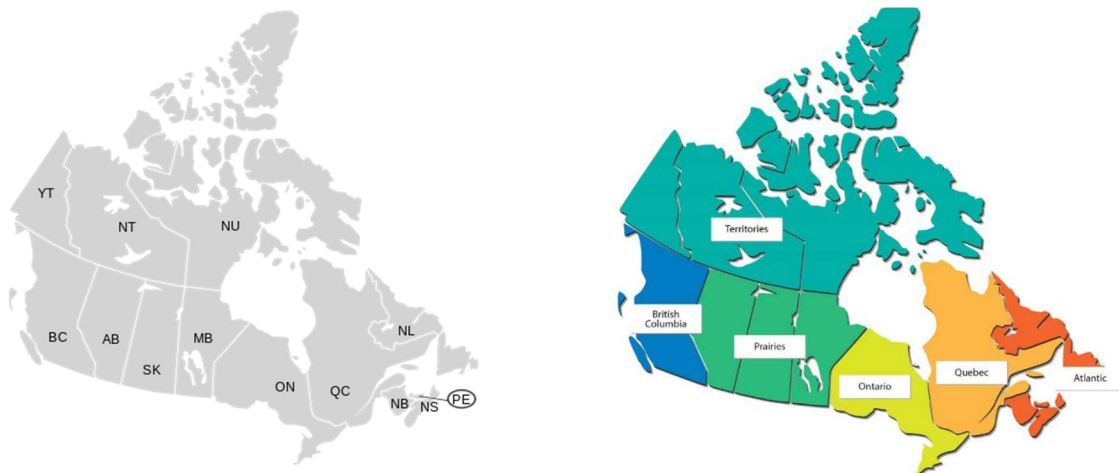 YT
NT
NU
BC
AB
SK
MB
ON
QC
NL
NB
NS
PE
Territories
British
Columbia
Prairies
Ontario
Quebec
Atlantic